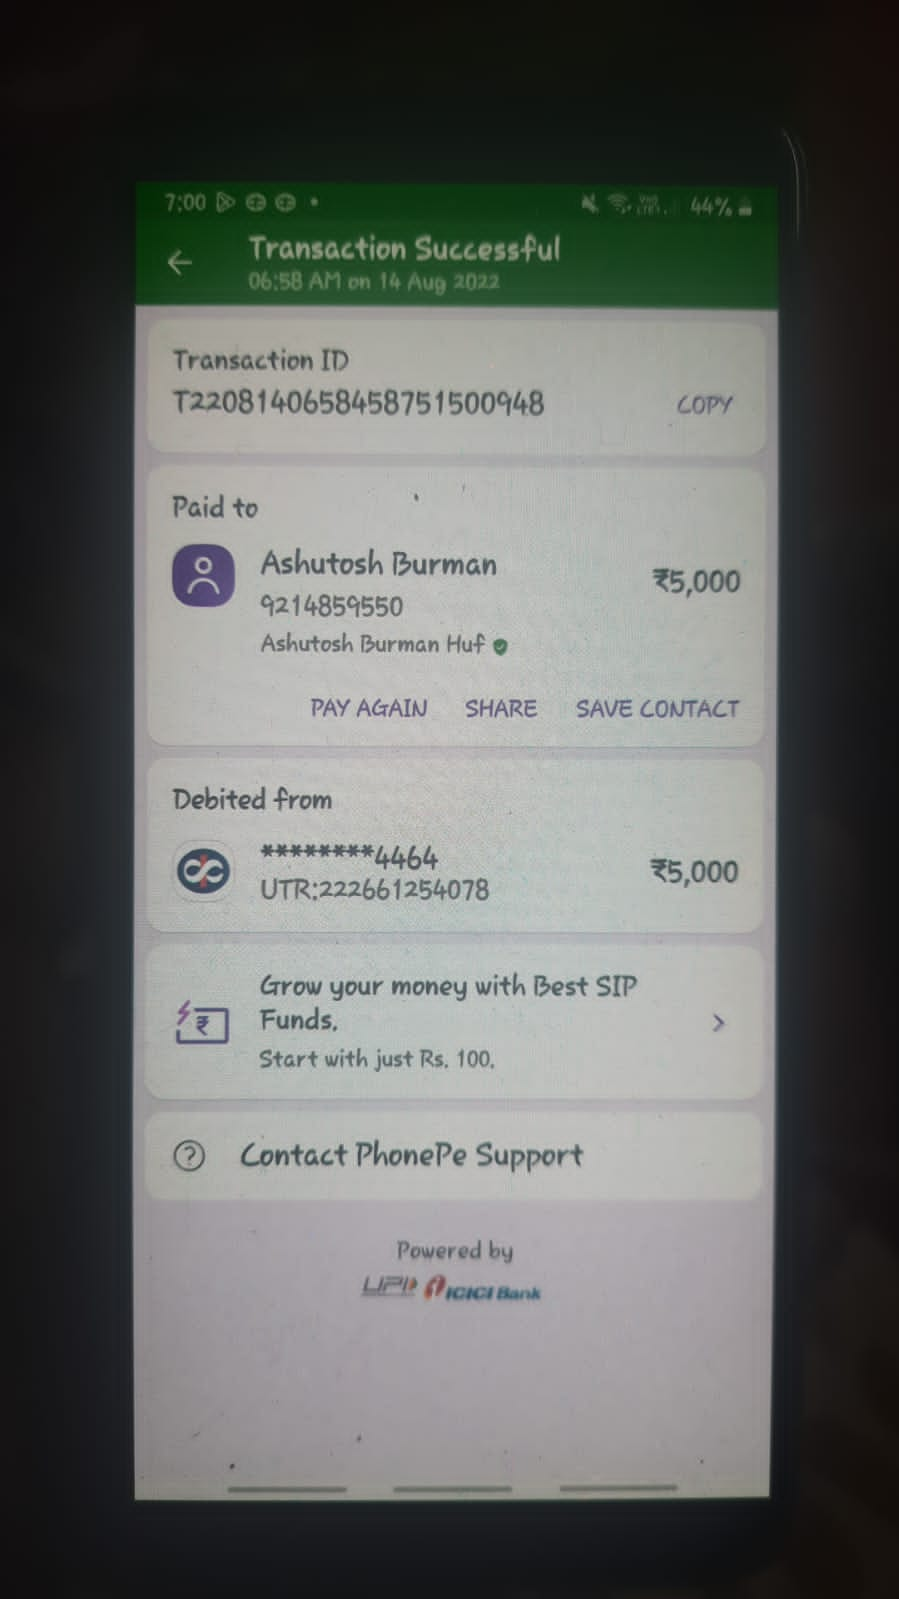 7:00 44%
Transaction Successful
06:58 AM on 14 Aug 2022
Transaction ID
T2208140658458751500948 COPY
Paid to
Ashutosh Burman ₹5,000
9214859550
Ashutosh Burman Huf
PAY AGAIN SHARE SAVE CONTACT
Debited from
********4464 ₹5,000
UTR:222661254078
Grow your money with Best SIP
Funds.
Start with just Rs. 100.
Contact PhonePe Support
Powered by
UPI ICICI Bank